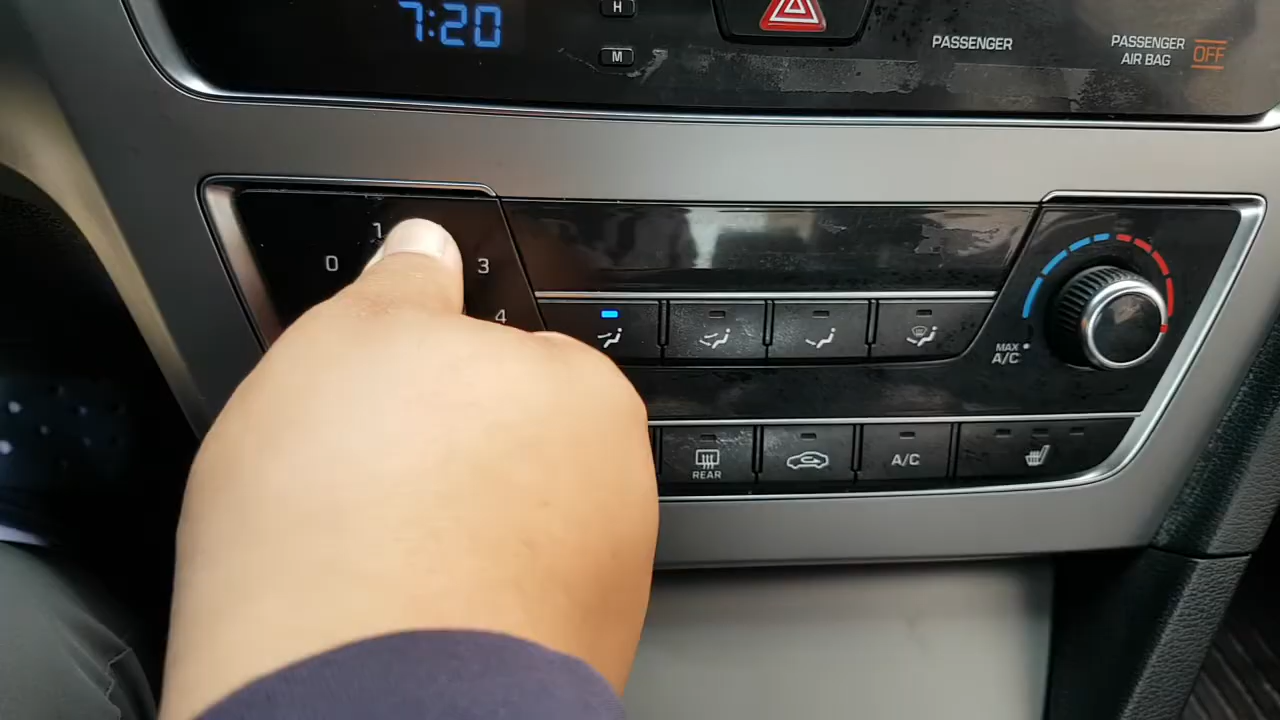 7:20
H
M
PASSENGER
PASSENGER
AIR BAG OFF
1
0
3
4
MAX
A/C
REAR
A/C